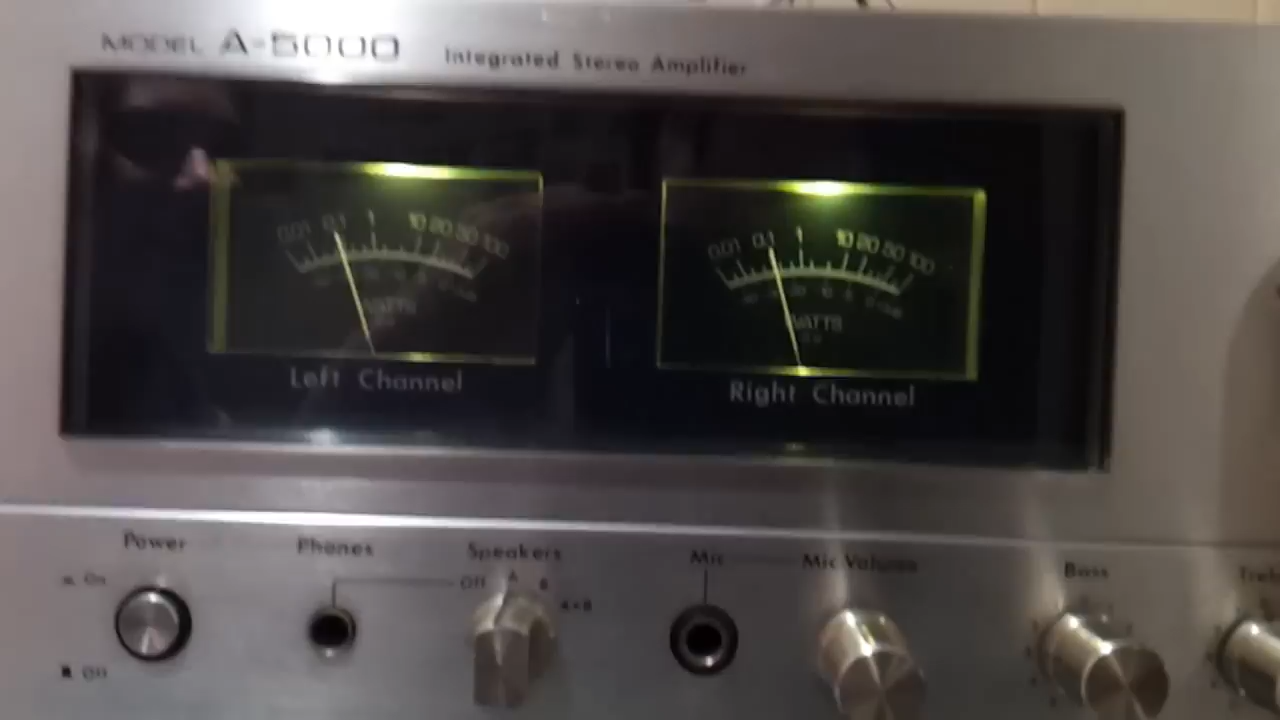 MODEL A-5000 Integrated Stereo Amplifier
0.01 0.1 1 10 20 50 100
WATTS
Left Channel
0.01 0.1 1 10 20 50 100
WATTS
Right Channel
Power Phones Speakers Mic Mic Volume Bass
On Off A B A+B
Off